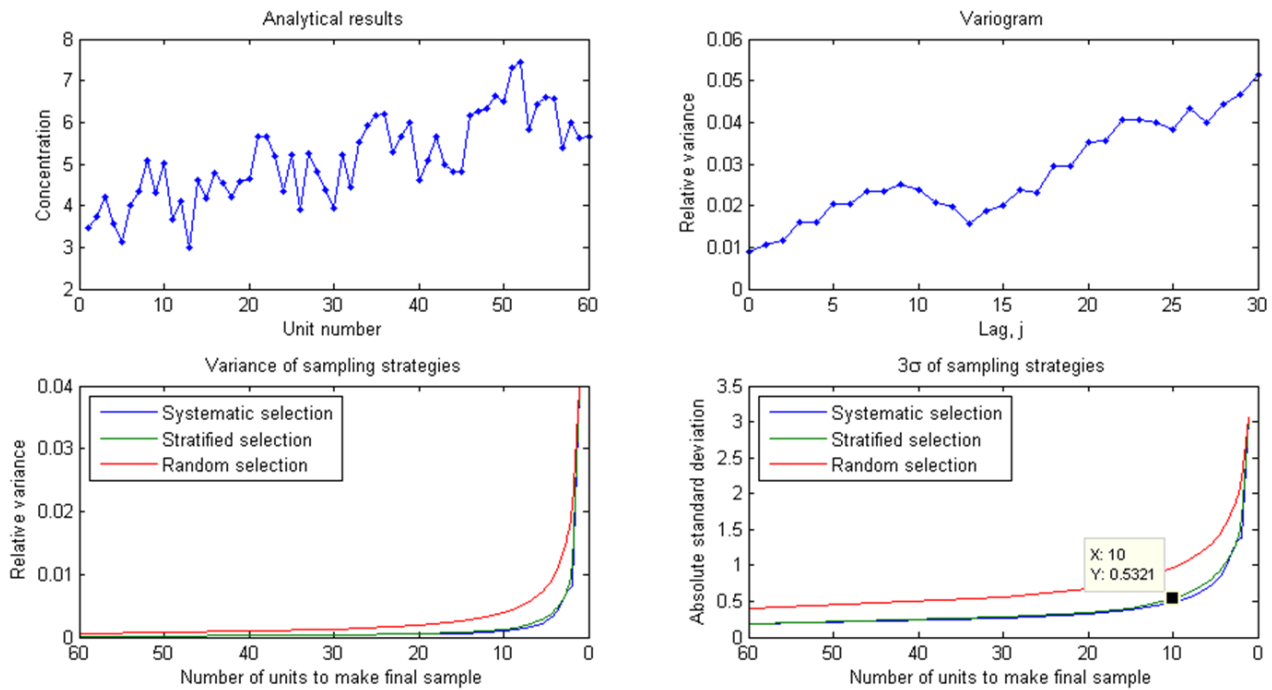 Analytical results
8
7
6
5
4
3
2
Concentration
0 10 20 30 40 50 60
Unit number
Variogram
0.06
0.05
0.04
0.03
0.02
0.01
0
Relative variance
0 5 10 15 20 25 30
Lag, j
Variance of sampling strategies
0.04
0.03
0.02
0.01
0
Relative variance
Systematic selection
Stratified selection
Random selection
60 50 40 30 20 10 0
Number of units to make final sample
3σ of sampling strategies
3.5
3
2.5
2
1.5
1
0.5
0
Absolute standard deviation
Systematic selection
Stratified selection
Random selection
X: 10
Y: 0.5321
60 50 40 30 20 10 0
Number of units to make final sample